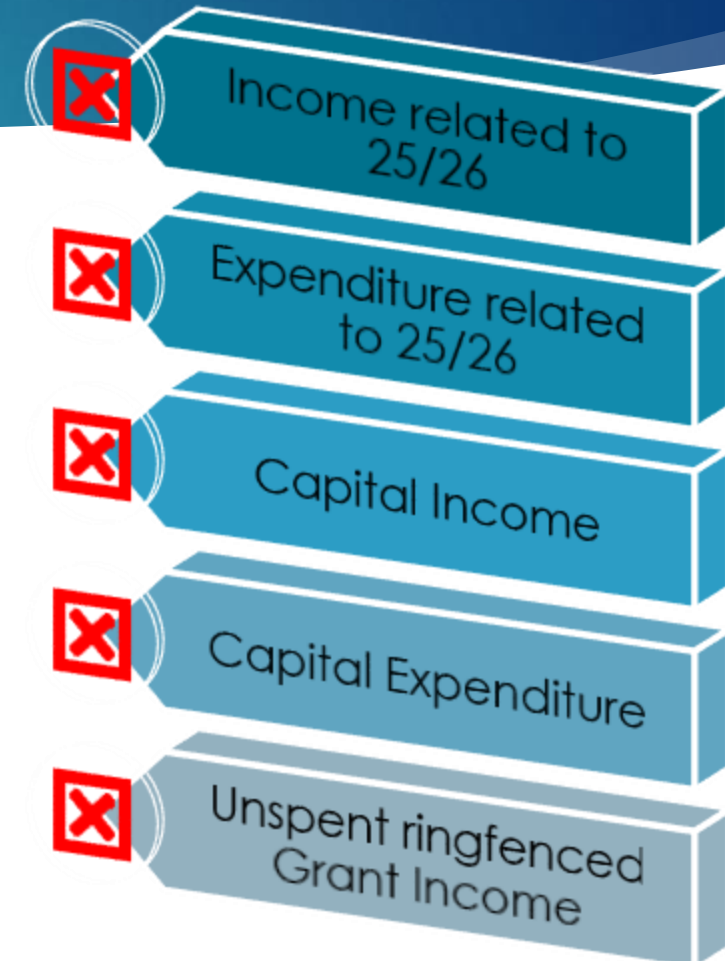 Income related to
25/26
Expenditure related
to 25/26
Capital Income
Capital Expenditure
Unspent ringfenced
Grant Income